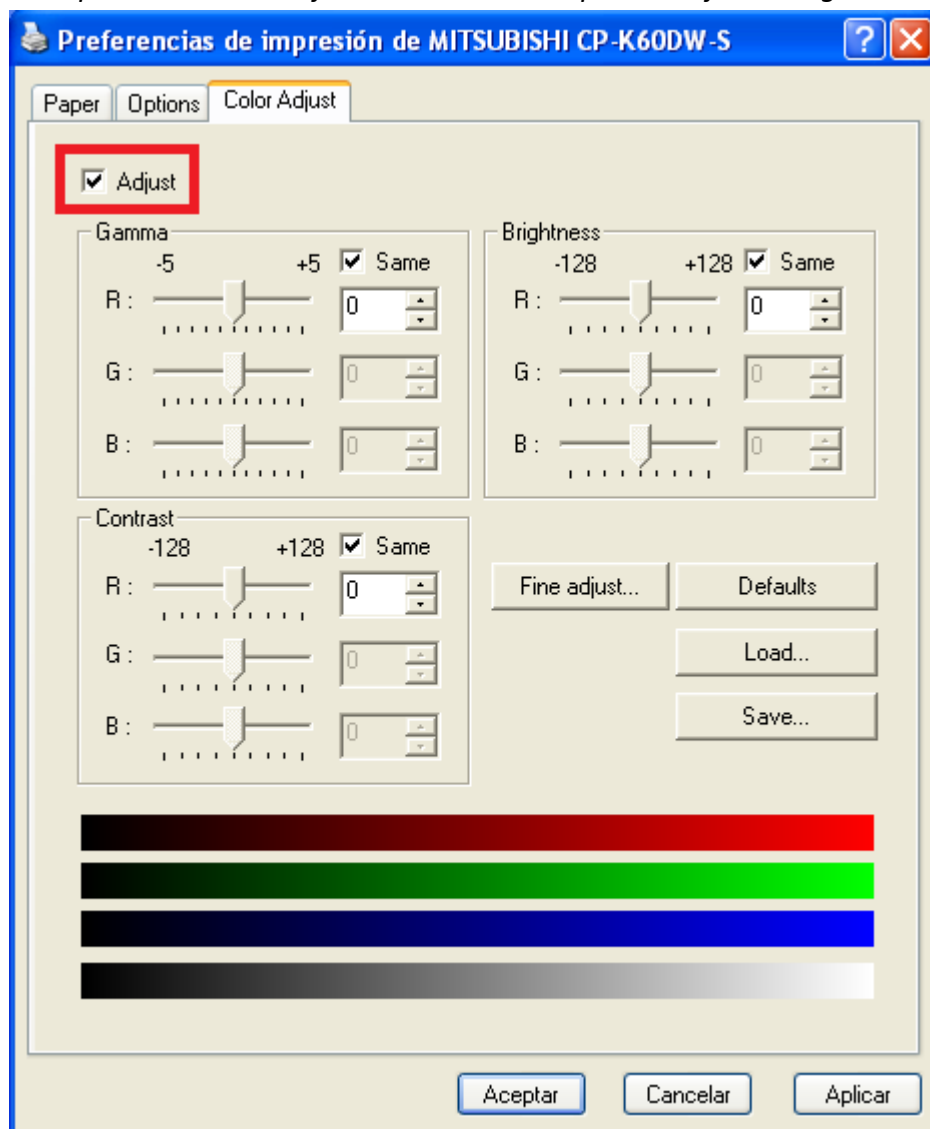 Preferencias de impresión de MITSUBISHI CP-K60DW-S
Paper Options Color Adjust
Adjust
Gamma
-5 +5 Same
R : 0
G : 0
B : 0
Brightness
-128 +128 Same
R : 0
G : 0
B : 0
Contrast
-128 +128 Same
R : 0
G : 0
B : 0
Fine adjust... Defaults
Load...
Save...
Aceptar Cancelar Aplicar